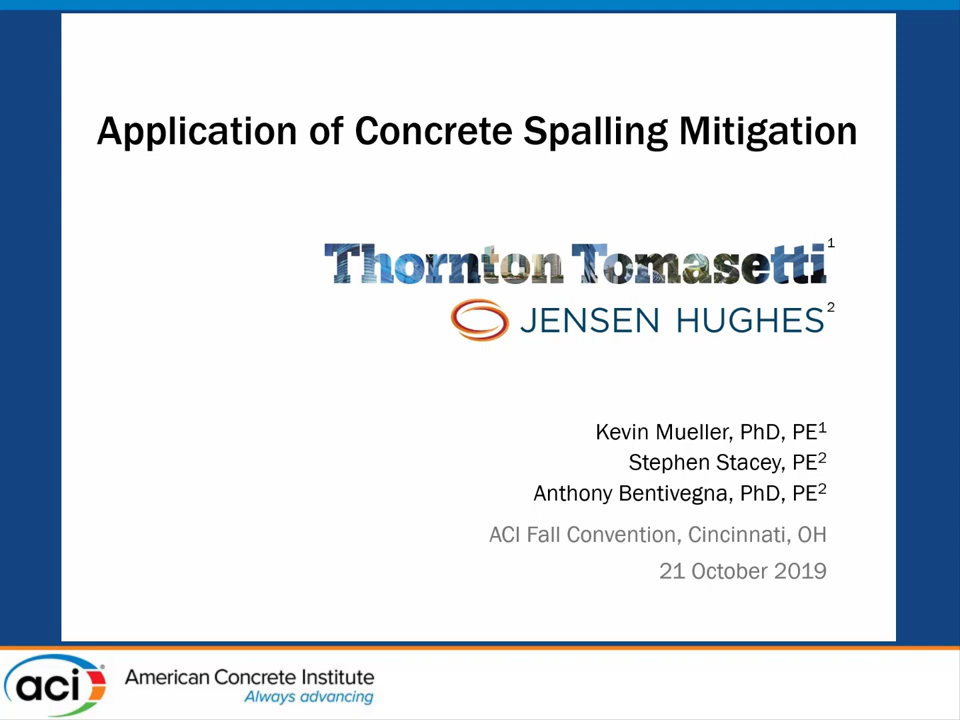 Application of Concrete Spalling Mitigation
Thornton Tomasetti1
JENSEN HUGHES2
Kevin Mueller, PhD, PE1
Stephen Stacey, PE2
Anthony Bentivegna, PhD, PE2
ACI Fall Convention, Cincinnati, OH
21 October 2019
aci American Concrete Institute
Always advancing